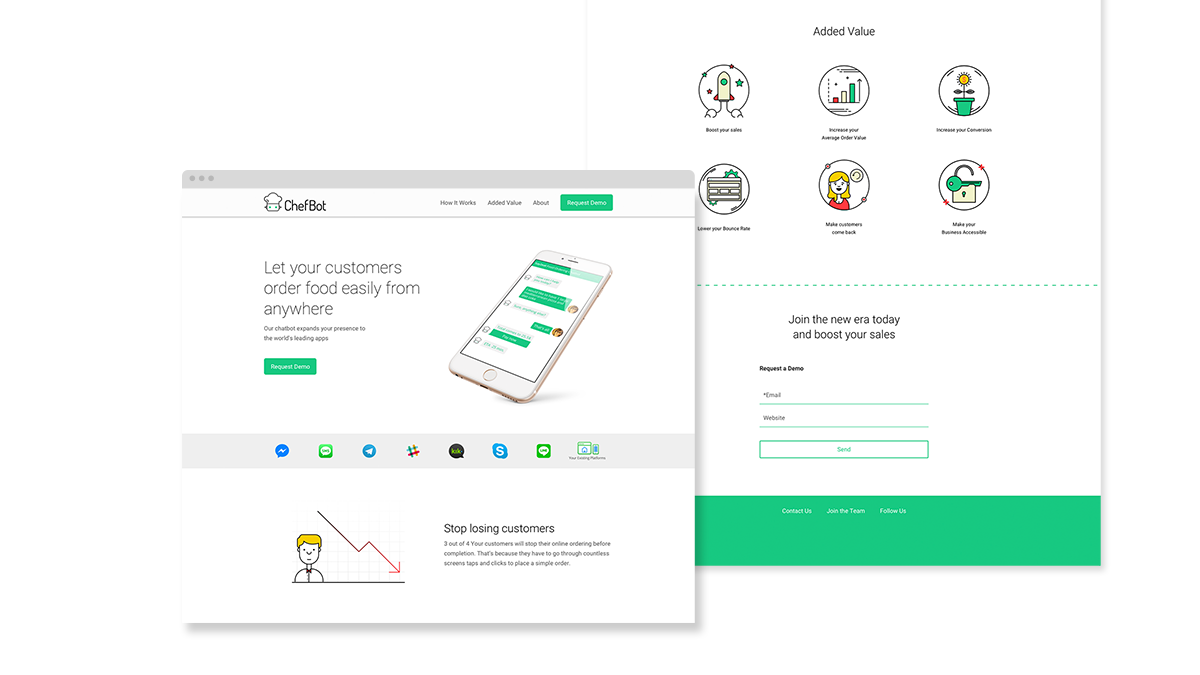 ChefBot
How It Works
Added Value
About
Request Demo
Let your customers
order food easily from
anywhere
Our chatbot expands your presence to
the world's leading apps
Request Demo
SMS
kik
Your Existing Platforms
Stop losing customers
3 out of 4 Your customers will stop their online ordering before
completion. That's because they have to go through countless
screens taps and clicks to place a simple order.
Added Value
Boost your sales
Increase your
Average Order Value
Increase your Conversion
Lower your Bounce Rate
Make customers
come back
Make your
Business Accessible
Join the new era today
and boost your sales
Request a Demo
*Email
Website
Send
Contact Us
Join the Team
Follow Us